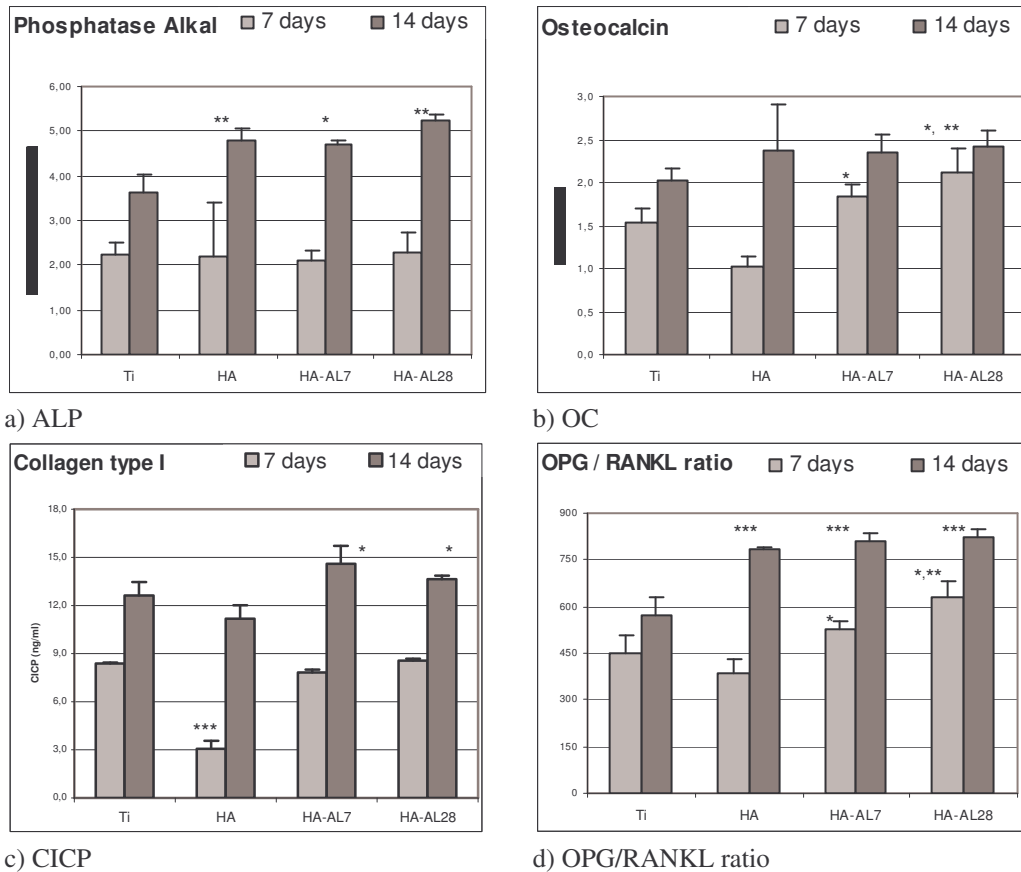 Phosphatase Alkal 7 days 14 days
6,00
5,00
4,00
3,00
2,00
1,00
0,00
** * **
Ti HA HA-AL7 HA-AL28
a) ALP
Osteocalcin 7 days 14 days
3,0
2,5
2,0
1,5
1,0
0,5
0,0
*, **
*
Ti HA HA-AL7 HA-AL28
b) OC
Collagen type I 7 days 14 days
CICP (ng/ml)
18,0
15,0
12,0
9,0
6,0
3,0
0,0
* *
***
Ti HA HA-AL7 HA-AL28
c) CICP
OPG / RANKL ratio 7 days 14 days
900
750
600
450
300
150
0
*** *** ***
*,**
*
Ti HA HA-AL7 HA-AL28
d) OPG/RANKL ratio